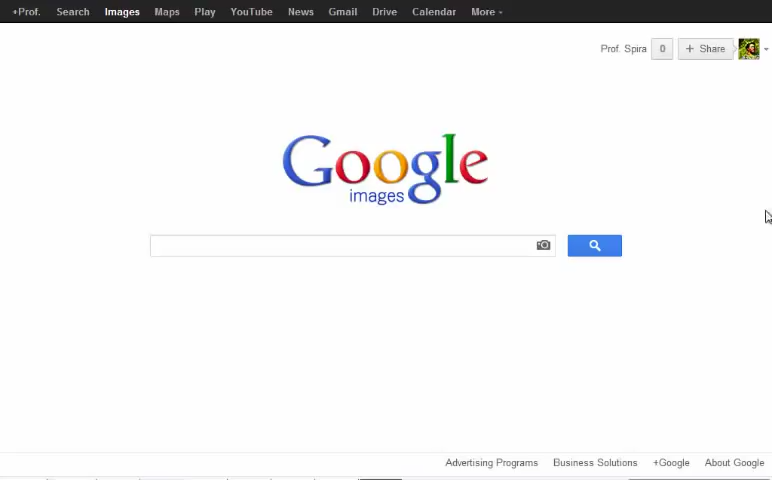 +Prof. Search Images Maps Play YouTube News Gmail Drive Calendar More
Prof. Spira 0 + Share
Google
images
Advertising Programs Business Solutions +Google About Google